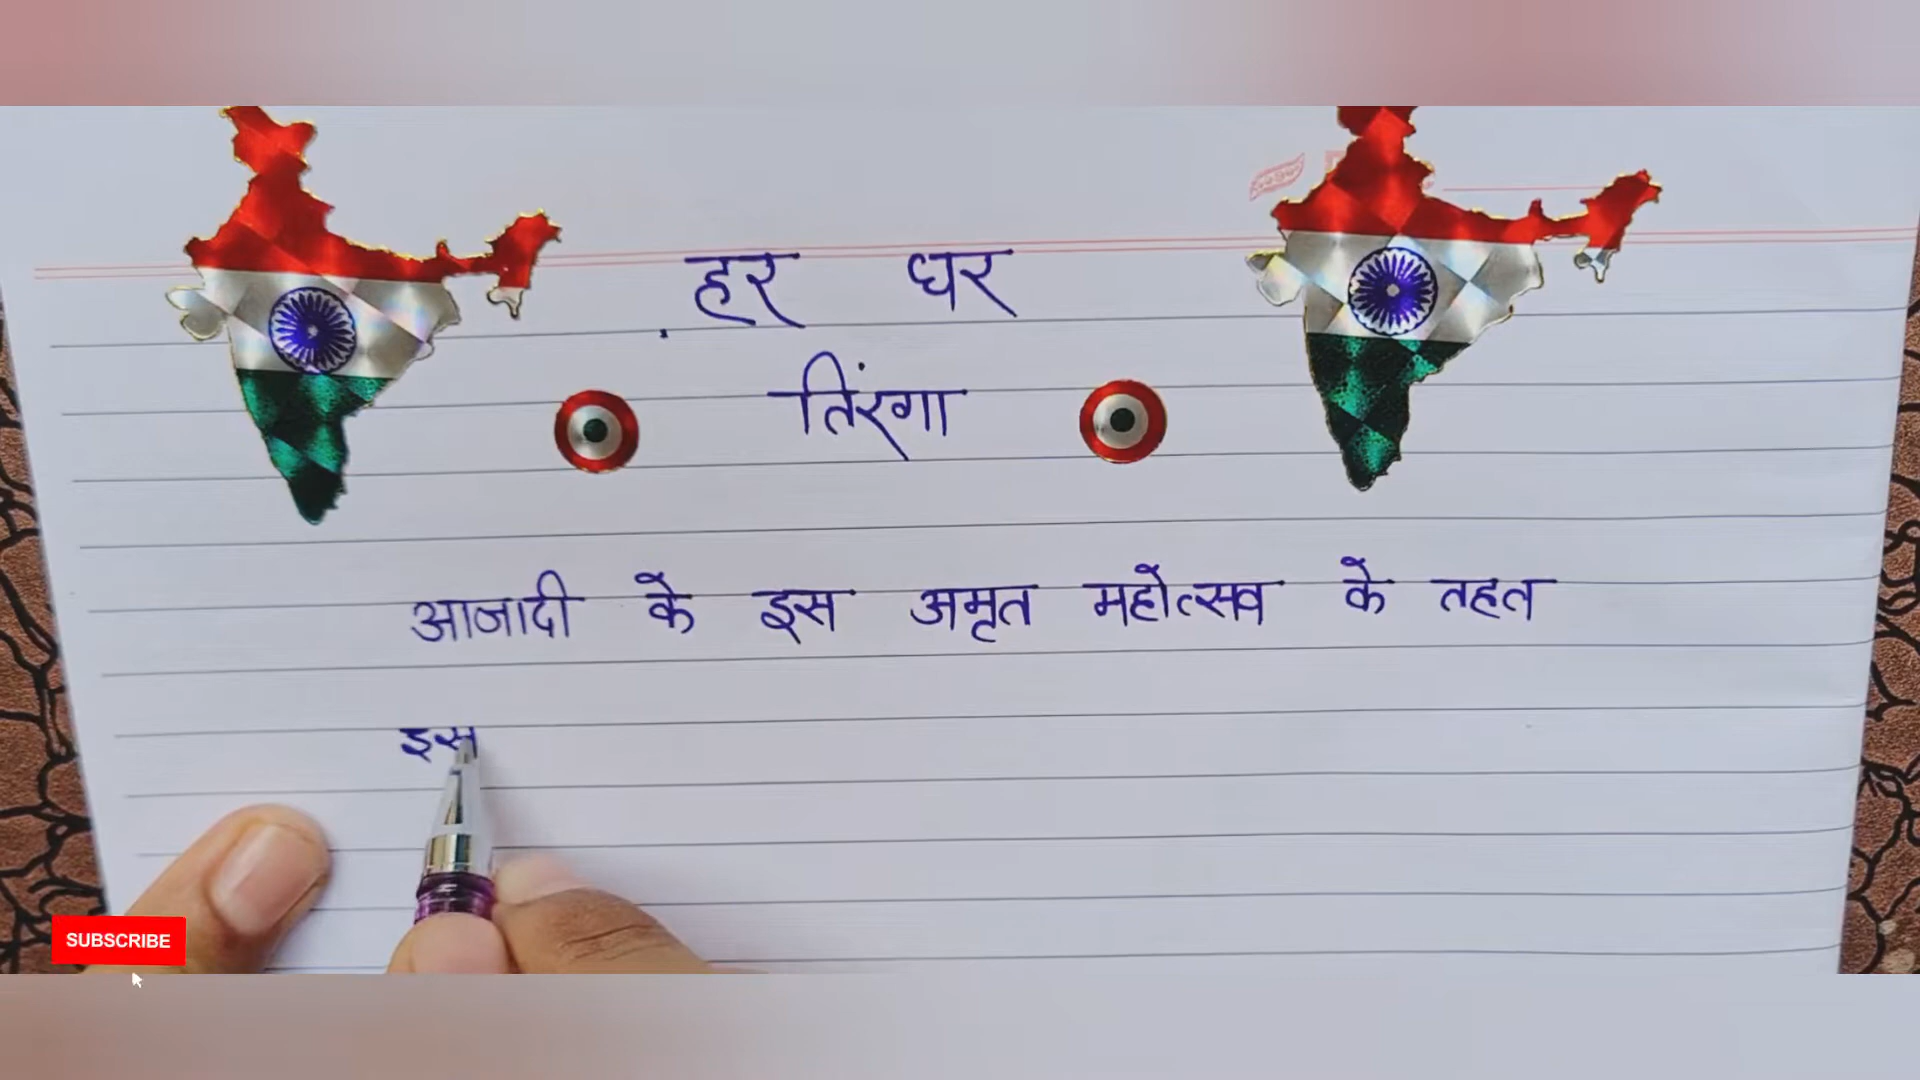 हर घर
तिरंगा
आजादी के इस अमृत महोत्सव के तहत
इस
SUBSCRIBE